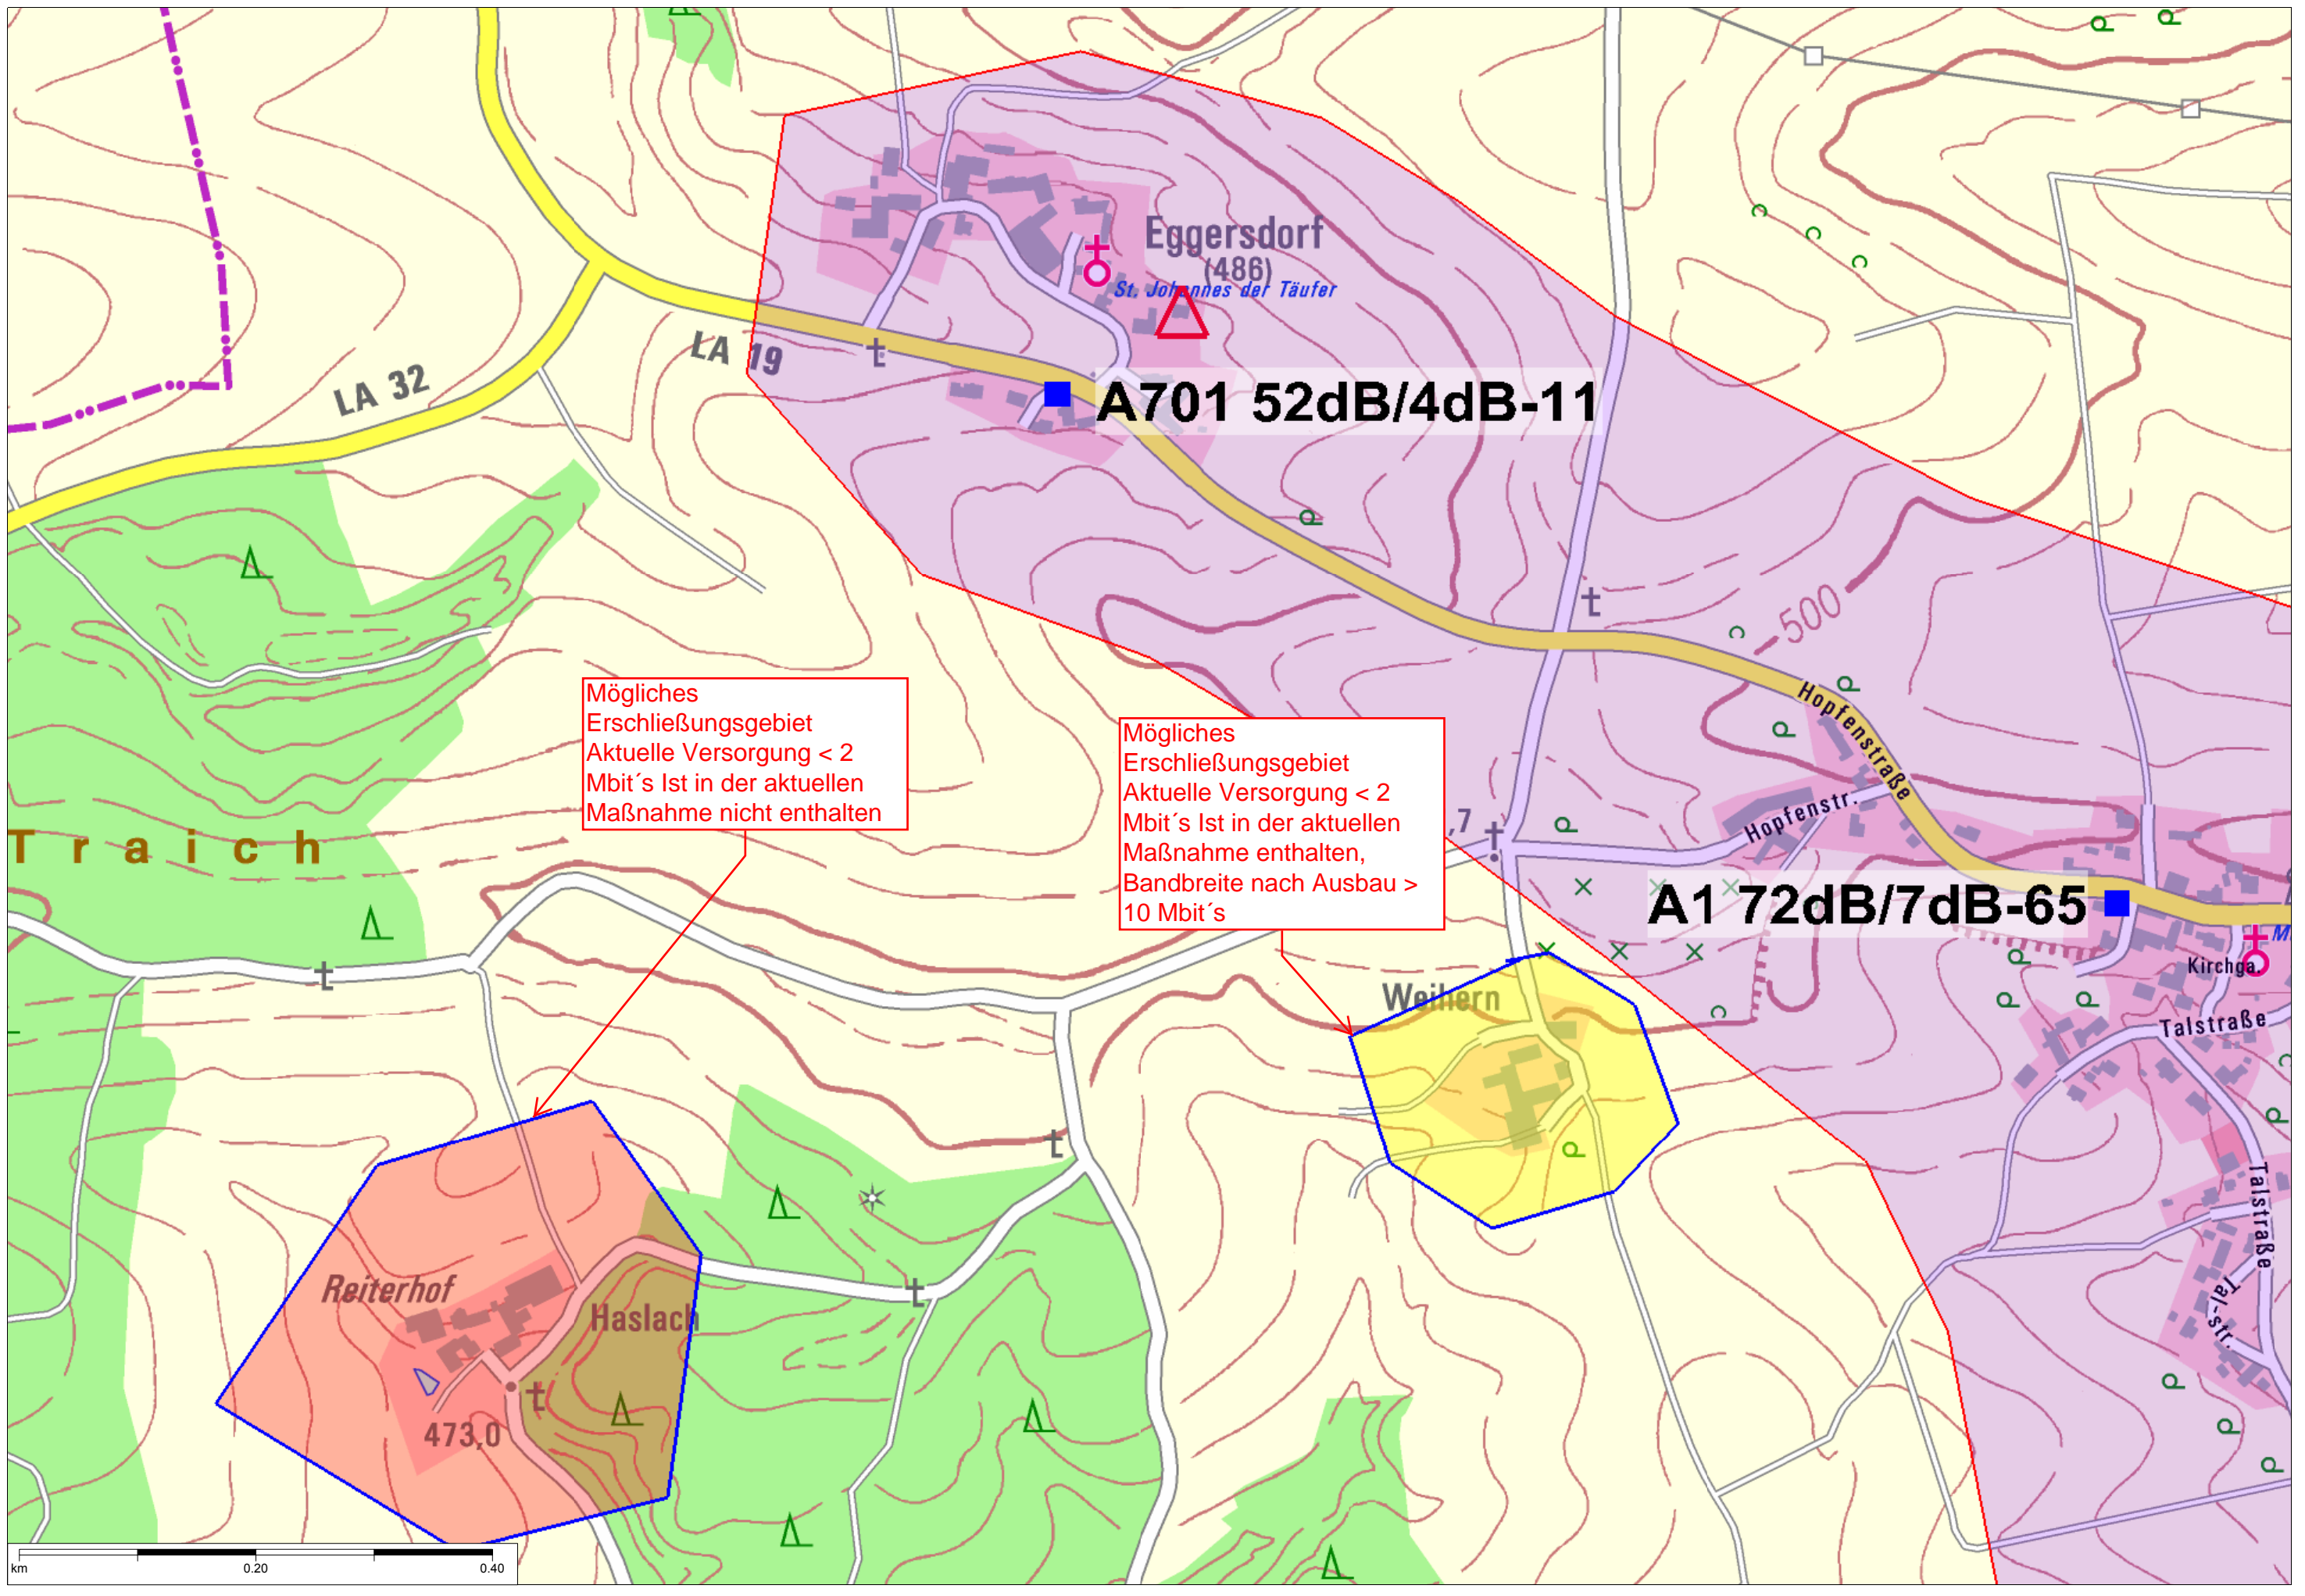 Eggersdorf
(486)
St. Johannes der Täufer
LA 19
LA 32
A701 52dB/4dB-11
500
Mögliches
Erschließungsgebiet
Aktuelle Versorgung < 2
Mbit´s Ist in der aktuellen
Maßnahme nicht enthalten
Mögliches
Erschließungsgebiet
Aktuelle Versorgung < 2
Mbit´s Ist in der aktuellen
Maßnahme enthalten,
Bandbreite nach Ausbau >
10 Mbit´s
Hopfenstraße
Hopfenstr.
,7
Traich
A1 72dB/7dB-65
Kirchga.
Weihern
Talstraße
Talstraße
Tal-
str.
Reiterhof
Haslach
473,0
km
0.20
0.40